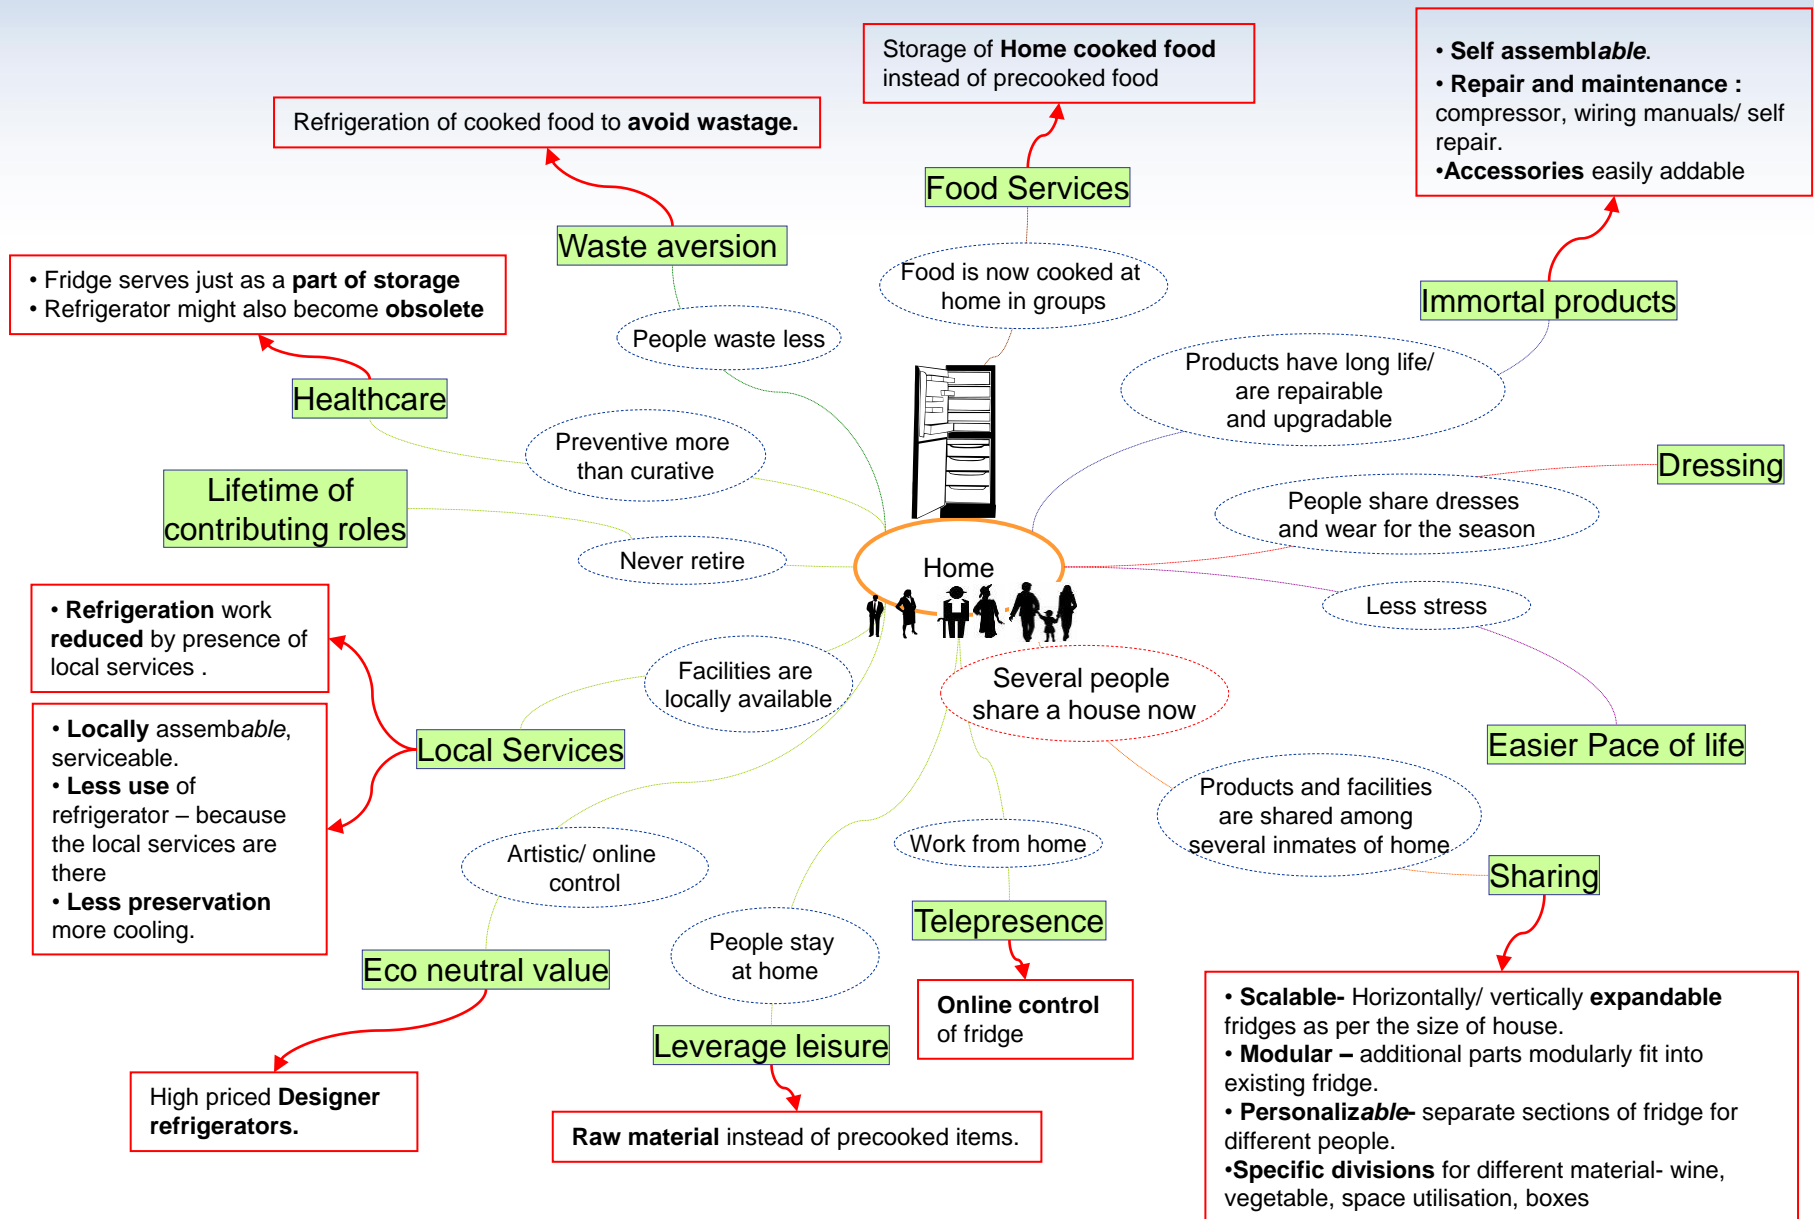 Storage of Home cooked food
instead of precooked food
• Self assemblable.
• Repair and maintenance :
compressor, wiring manuals/ self
repair.
•Accessories easily addable
Refrigeration of cooked food to avoid wastage.
Food Services
Waste aversion
Food is now cooked at
home in groups
• Fridge serves just as a part of storage
• Refrigerator might also become obsolete
Immortal products
People waste less
Products have long life/
are repairable
and upgradable
Healthcare
Preventive more
than curative
Dressing
Lifetime of
contributing roles
People share dresses
and wear for the season
Never retire
Home
Less stress
• Refrigeration work
reduced by presence of
local services .
Facilities are
locally available
Several people
share a house now
• Locally assembable,
serviceable.
• Less use of
refrigerator – because
the local services are
there
• Less preservation
more cooling.
Local Services
Easier Pace of life
Products and facilities
are shared among
several inmates of home
Artistic/ online
control
Work from home
Sharing
Telepresence
People stay
at home
Eco neutral value
Online control
of fridge
Leverage leisure
• Scalable- Horizontally/ vertically expandable
fridges as per the size of house.
• Modular – additional parts modularly fit into
existing fridge.
• Personalizable- separate sections of fridge for
different people.
•Specific divisions for different material- wine,
vegetable, space utilisation, boxes
High priced Designer
refrigerators.
Raw material instead of precooked items.